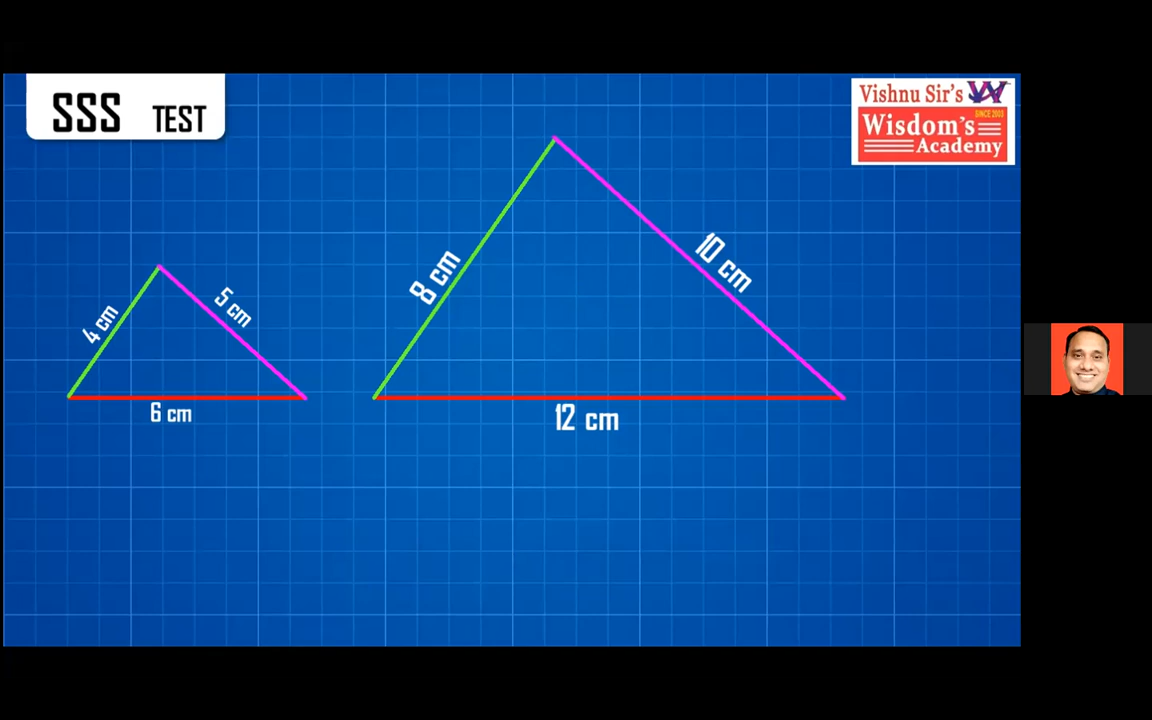 SSS TEST
Vishnu Sir's
SINCE 2003
Wisdom's
Academy
4 cm
5 cm
6 cm
8 cm
10 cm
12 cm